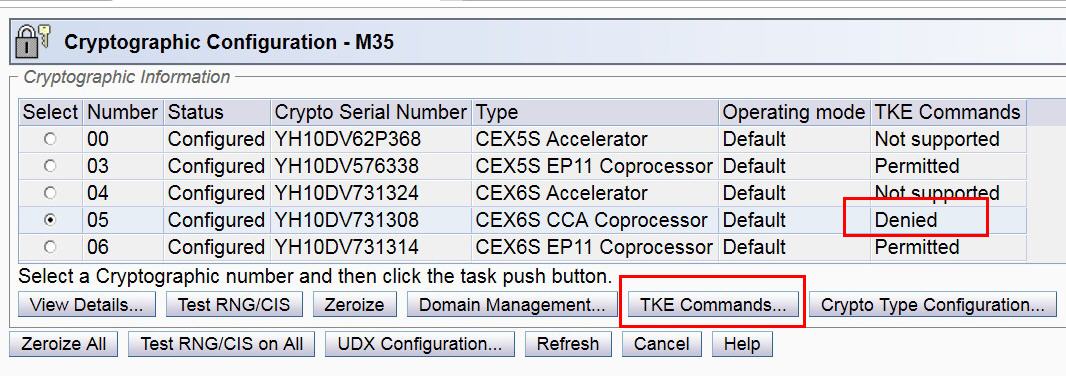 Cryptographic Configuration - M35
Cryptographic Information
Select Number Status Crypto Serial Number Type Operating mode TKE Commands
00 Configured YH10DV62P368 CEX5S Accelerator Default Not supported
03 Configured YH10DV576338 CEX5S EP11 Coprocessor Default Permitted
04 Configured YH10DV731324 CEX6S Accelerator Default Not supported
05 Configured YH10DV731308 CEX6S CCA Coprocessor Default Denied
06 Configured YH10DV731314 CEX6S EP11 Coprocessor Default Permitted
Select a Cryptographic number and then click the task push button.
View Details... Test RNG/CIS Zeroize Domain Management... TKE Commands... Crypto Type Configuration...
Zeroize All Test RNG/CIS on All UDX Configuration... Refresh Cancel Help